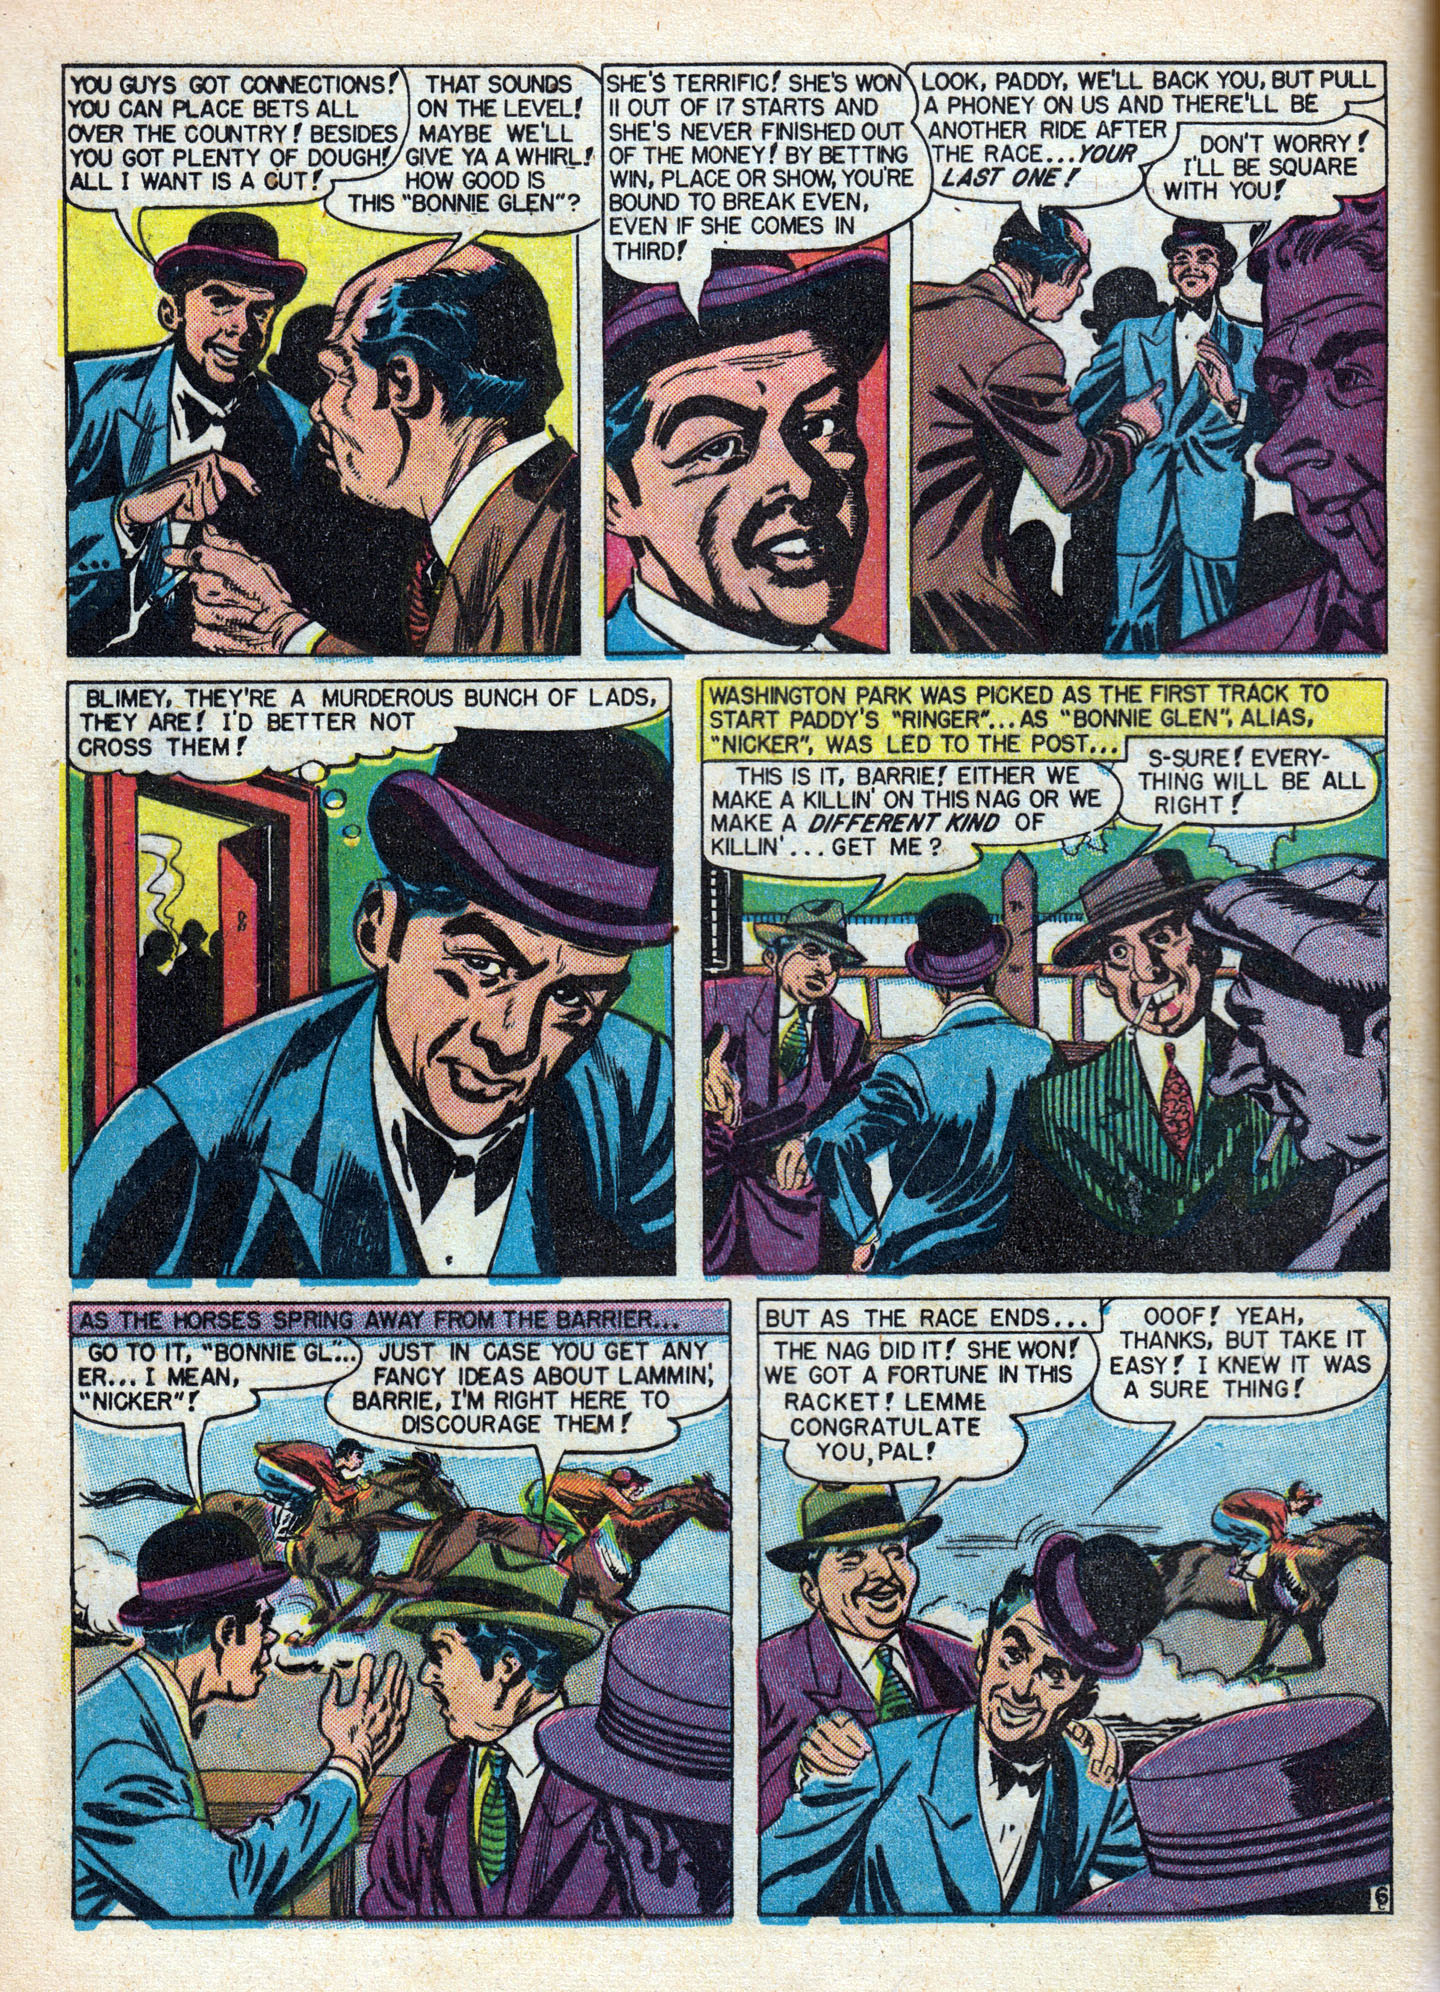 YOU GUYS GOT CONNECTIONS!
YOU CAN PLACE BETS ALL
OVER THE COUNTRY! BESIDES
YOU GOT PLENTY OF DOUGH!
ALL I WANT IS A CUT!
THAT SOUNDS
ON THE LEVEL!
MAYBE WE'LL
GIVE YA A WHIRL!
HOW GOOD IS
THIS "BONNIE GLEN"?
SHE'S TERRIFIC! SHE'S WON
11 OUT OF 17 STARTS AND
SHE'S NEVER FINISHED OUT
OF THE MONEY! BY BETTING
WIN, PLACE OR SHOW, YOU'RE
BOUND TO BREAK EVEN,
EVEN IF SHE COMES IN
THIRD!
LOOK, PADDY, WE'LL BACK YOU, BUT PULL
A PHONEY ON US AND THERE'LL BE
ANOTHER RIDE AFTER
THE RACE...YOUR
LAST ONE!
DON'T WORRY!
I'LL BE SQUARE
WITH YOU!
BLIMEY, THEY'RE A MURDEROUS BUNCH OF LADS,
THEY ARE! I'D BETTER NOT
CROSS THEM!
8
WASHINGTON PARK WAS PICKED AS THE FIRST TRACK TO
START PADDY'S "RINGER"...AS "BONNIE GLEN", ALIAS,
"NICKER", WAS LED TO THE POST...
THIS IS IT, BARRIE! EITHER WE
MAKE A KILLIN' ON THIS NAG OR WE
MAKE A DIFFERENT KIND OF
KILLIN'... GET ME?
S-SURE! EVERY-
THING WILL BE ALL
RIGHT!
AS THE HORSES SPRING AWAY FROM THE BARRIER...
GO TO IT, "BONNIE GL"...
ER... I MEAN,
"NICKER"!
JUST IN CASE YOU GET ANY
FANCY IDEAS ABOUT LAMMIN',
BARRIE, I'M RIGHT HERE TO
DISCOURAGE THEM!
BUT AS THE RACE ENDS...
THE NAG DID IT! SHE WON!
WE GOT A FORTUNE IN THIS
RACKET! LEMME
CONGRATULATE
YOU, PAL!
OOOF! YEAH,
THANKS, BUT TAKE IT
EASY! I KNEW IT WAS
A SURE THING!
6